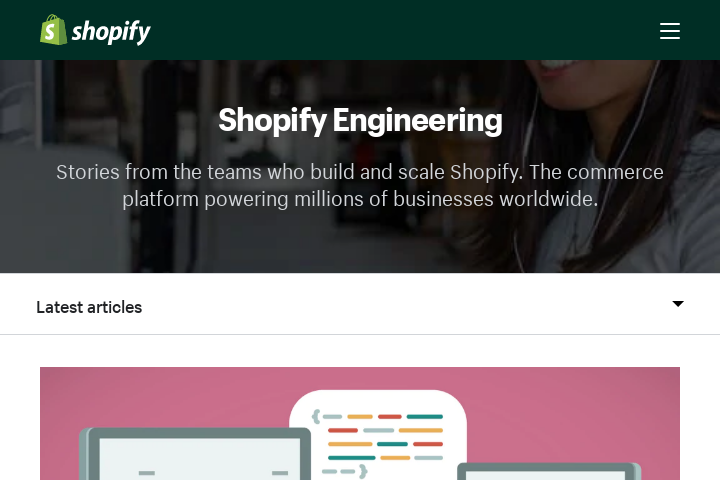 shopify
Shopify Engineering
Stories from the teams who build and scale Shopify. The commerce
platform powering millions of businesses worldwide.
Latest articles